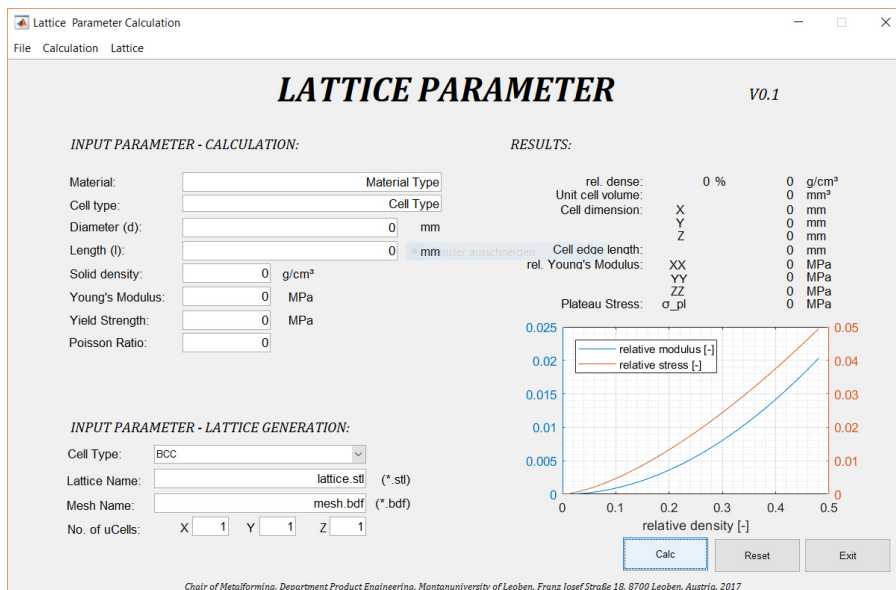 Lattice Parameter Calculation
File Calculation Lattice
LATTICE PARAMETER V0.1
INPUT PARAMETER - CALCULATION:
Material: Material Type
Cell type: Cell Type
Diameter (d): 0 mm
Length (l): 0 mm
Solid density: 0 g/cm³
Young's Modulus: 0 MPa
Yield Strength: 0 MPa
Poisson Ratio: 0
INPUT PARAMETER - LATTICE GENERATION:
Cell Type: BCC
Lattice Name: lattice.stl (*.stl)
Mesh Name: mesh.bdf (*.bdf)
No. of uCells: X 1 Y 1 Z 1
RESULTS:
rel. dense: 0 % 0 g/cm³
Unit cell volume: 0 mm³
Cell dimension: X 0 mm
Y 0 mm
Z 0 mm
ausschneiden
Cell edge length: 0 mm
rel. Young's Modulus: XX 0 MPa
YY 0 MPa
ZZ 0 MPa
Plateau Stress: σ_pl 0 MPa
0.025 0.05
relative modulus [-]
0.02 relative stress [-] 0.04
0.015 0.03
0.01 0.02
0.005 0.01
0 0
0 0.1 0.2 0.3 0.4 0.5
relative density [-]
Calc Reset Exit
Chair of Metalforming, Department Product Engineering, Montanuniversity of Leoben, Franz Josef Straße 18, 8700 Leoben, Austria, 2017